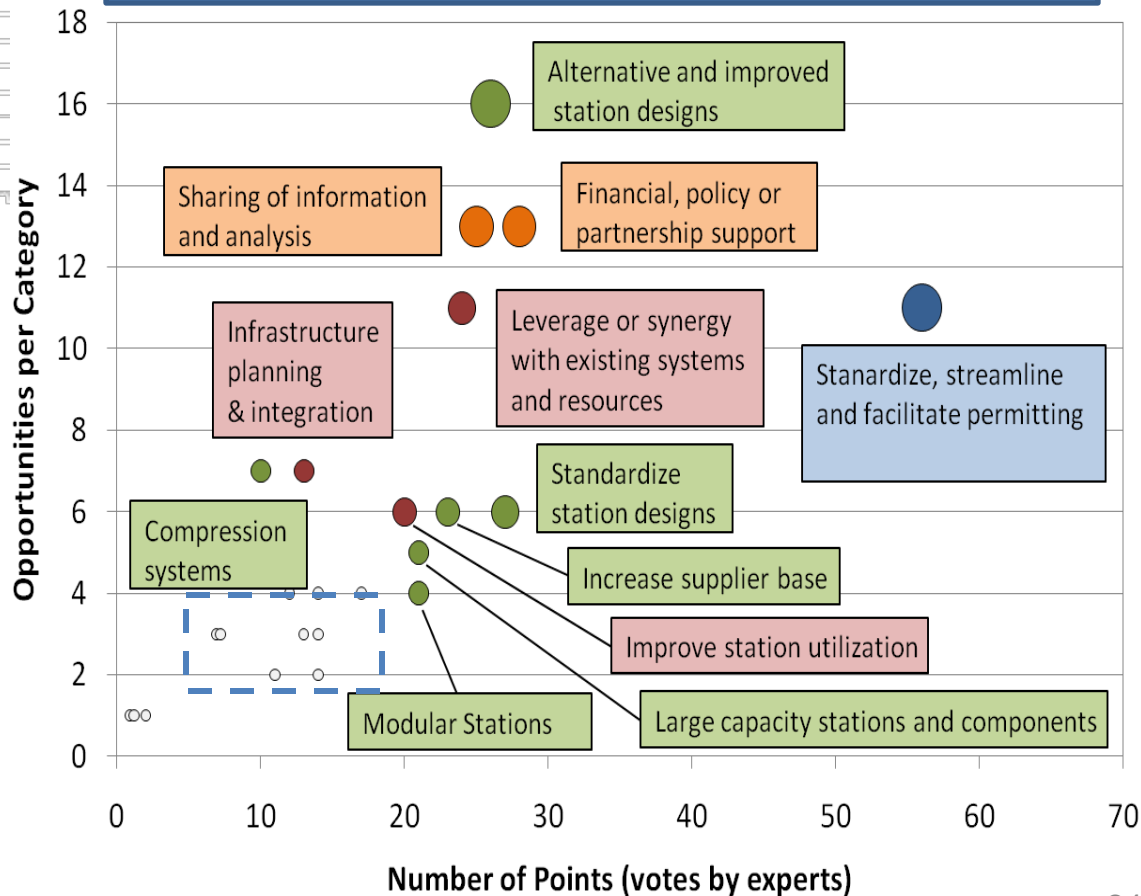 18
16
14
12
10
8
6
4
2
0
Opportunities per Category
Alternative and improved
station designs
Sharing of information
and analysis
Financial, policy or
partnership support
Infrastructure
planning
& integration
Leverage or synergy
with existing systems
and resources
Stanardize, streamline
and facilitate permitting
Standardize
station designs
Compression
systems
Increase supplier base
Improve station utilization
Modular Stations
Large capacity stations and components
0 10 20 30 40 50 60 70
Number of Points (votes by experts)